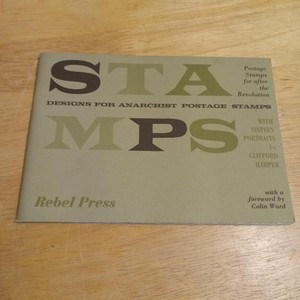 STA
Postage
Stamps
for after
the
Revolution
DESIGNS FOR ANARCHIST POSTAGE STAMPS
MPS
WITH
SIXTEEN
PORTRAITS
by
CLIFFORD
HARPER
Rebel Press
with a
foreword by
Colin Ward